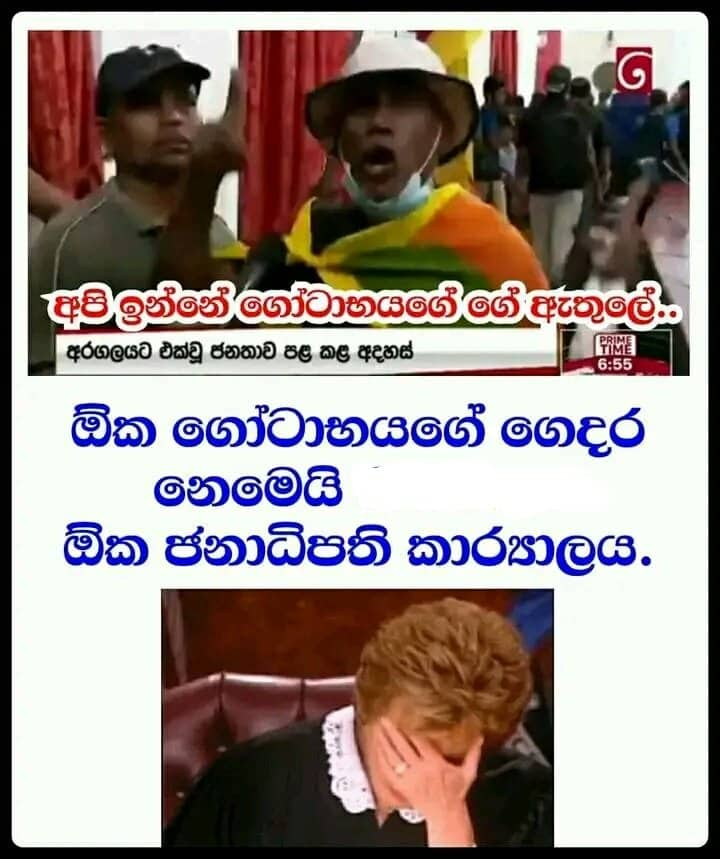 අපි ඉන්නේ ගෝටාභයගේ ගේ ඇතුලේ..
අරගලයට එක්වූ ජනතාව පළ කළ අදහස්
PRIME
TIME
6:55
ඕක ගෝටාභයගේ ගෙදර
නෙමෙයි
ඕක ජනාධිපති කාර්‍යාලය.